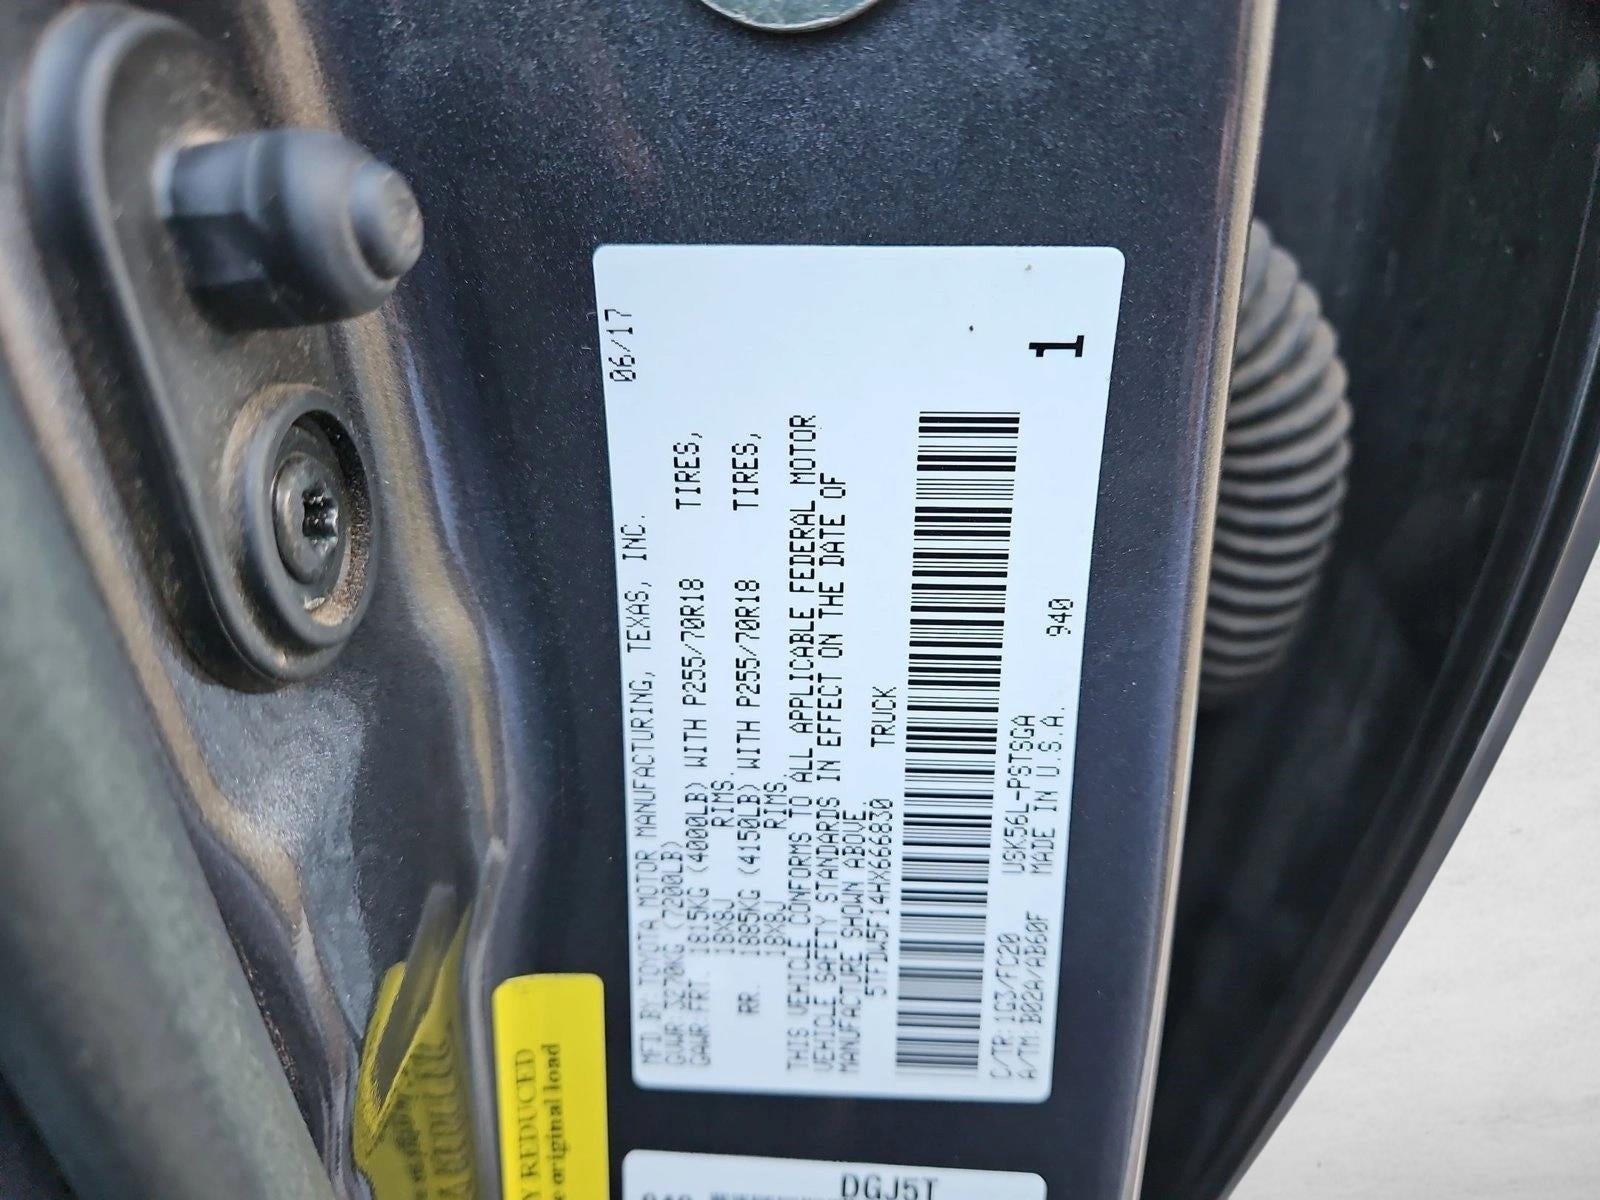 06/17
MFD BY:TOYOTA MOTOR MANUFACTURING, TEXAS, INC.
GVWR 3270KG (7200LB)
GAWR FRT. 1815KG (4000LB) WITH P255/70R18 TIRES,
18X8J RIMS.
RR. 1885KG (4150LB) WITH P255/70R18 TIRES,
18X8J RIMS.
THIS VEHICLE CONFORMS TO ALL APPLICABLE FEDERAL MOTOR
VEHICLE SAFETY STANDARDS IN EFFECT ON THE DATE OF
MANUFACTURE SHOWN ABOVE.
5TFDW5F14HX666830 TRUCK
C/TR:1G3/FC20 USK56L-PSTSGA 940
A/TM:B02A/AB60F MADE IN U.S.A.
1
Y REDUCED
e original load
DGJ5T